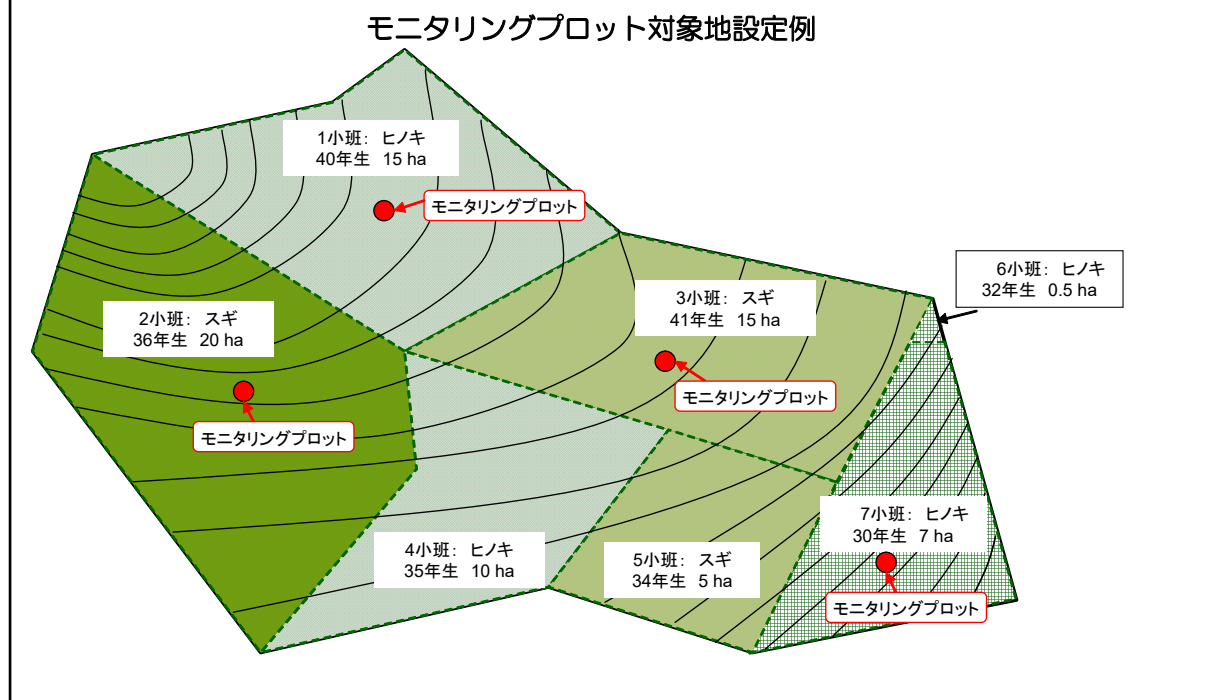 モニタリングプロット対象地設定例
1小班： ヒノキ
40年生 15 ha
モニタリングプロット
6小班： ヒノキ
32年生 0.5 ha
3小班： スギ
41年生 15 ha
2小班： スギ
36年生 20 ha
モニタリングプロット
モニタリングプロット
7小班： ヒノキ
30年生 7 ha
4小班： ヒノキ
35年生 10 ha
5小班： スギ
34年生 5 ha
モニタリングプロット